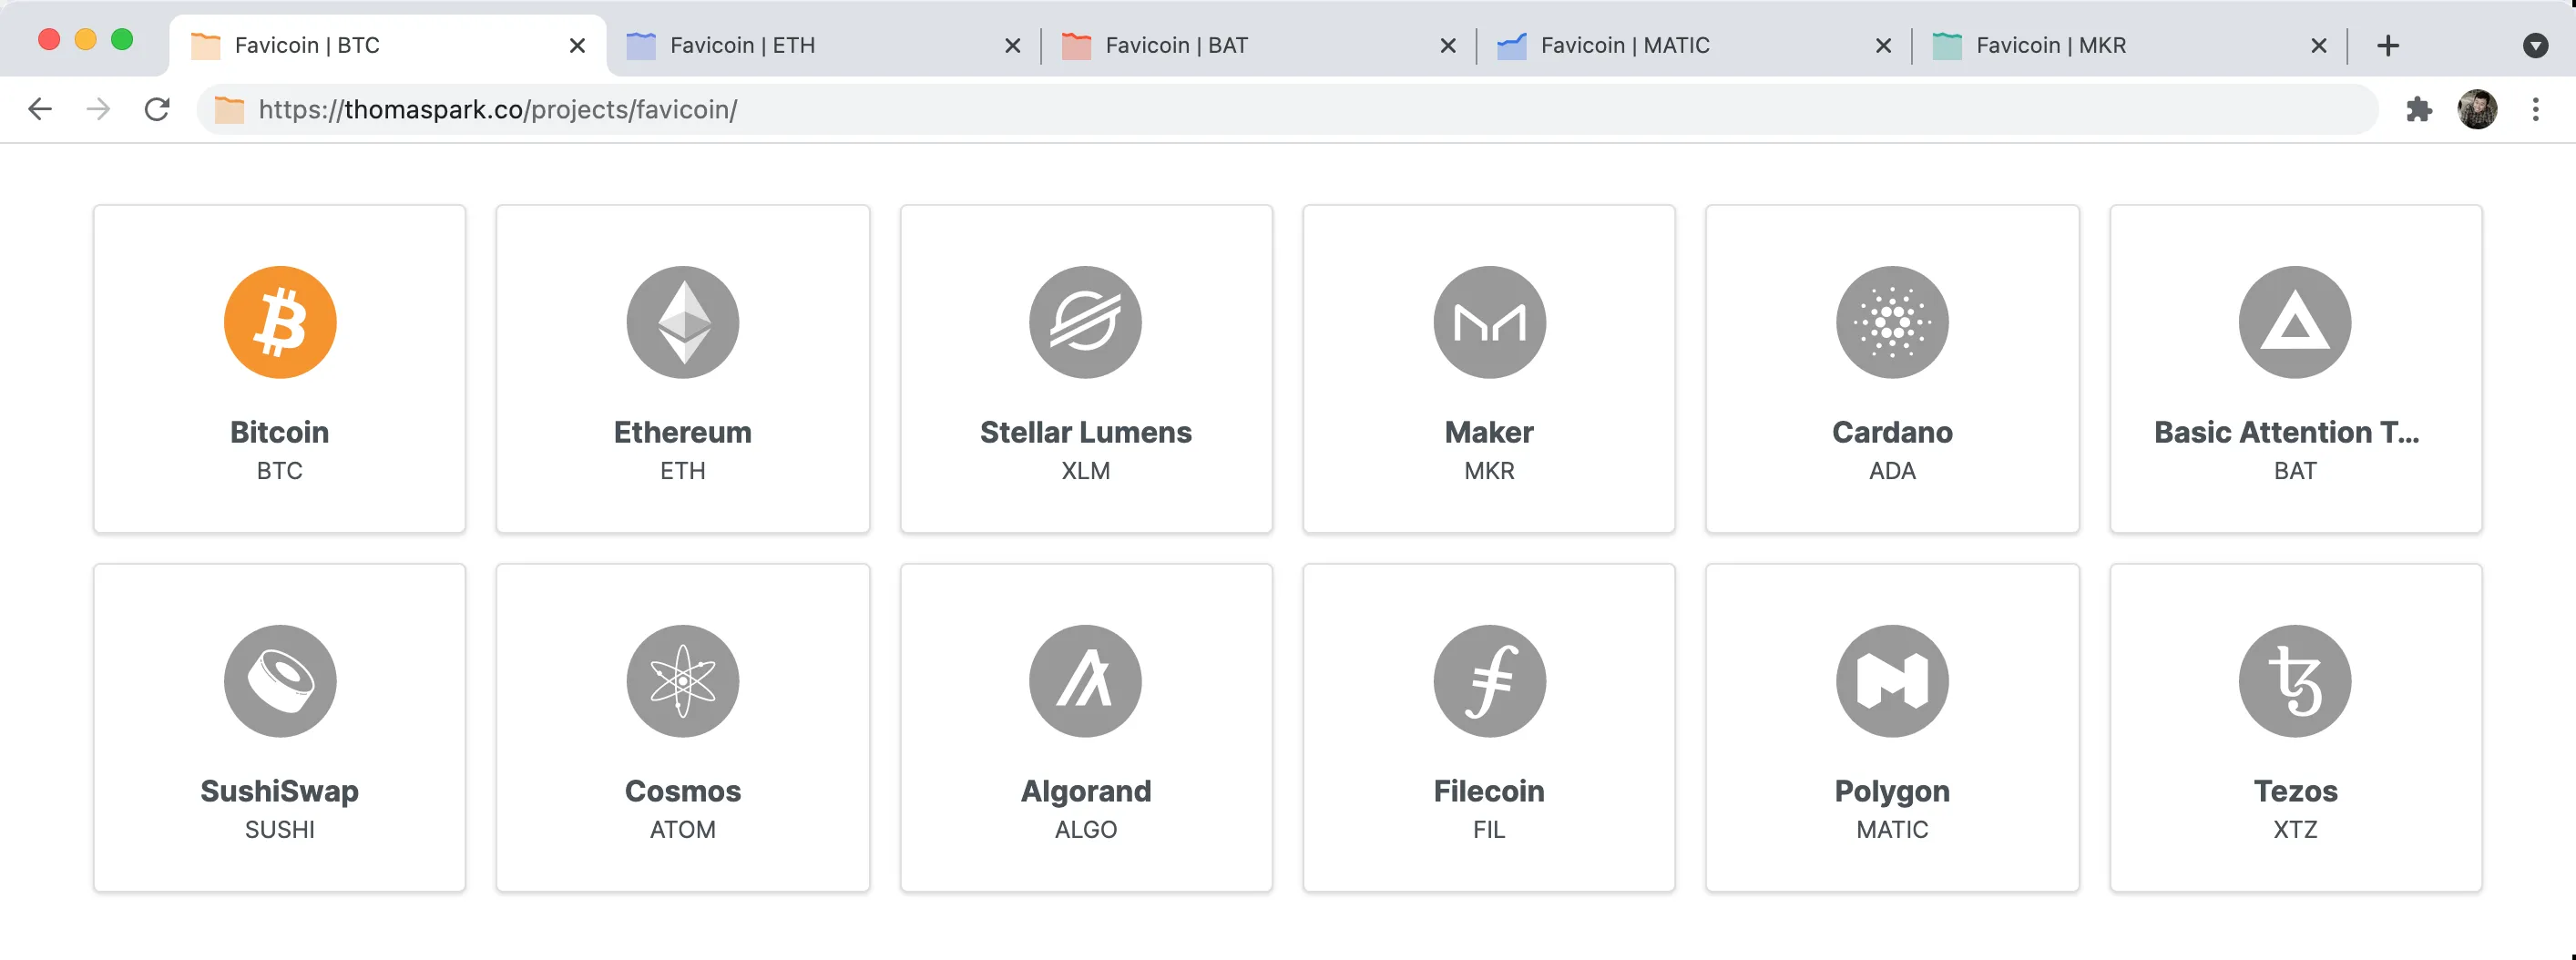 Favicoin | BTC
Favicoin | ETH
Favicoin | BAT
Favicoin | MATIC
Favicoin | MKR
https://thomaspark.co/projects/favicoin/
Bitcoin
BTC
Ethereum
ETH
Stellar Lumens
XLM
Maker
MKR
Cardano
ADA
Basic Attention T...
BAT
SushiSwap
SUSHI
Cosmos
ATOM
Algorand
ALGO
Filecoin
FIL
Polygon
MATIC
Tezos
XTZ